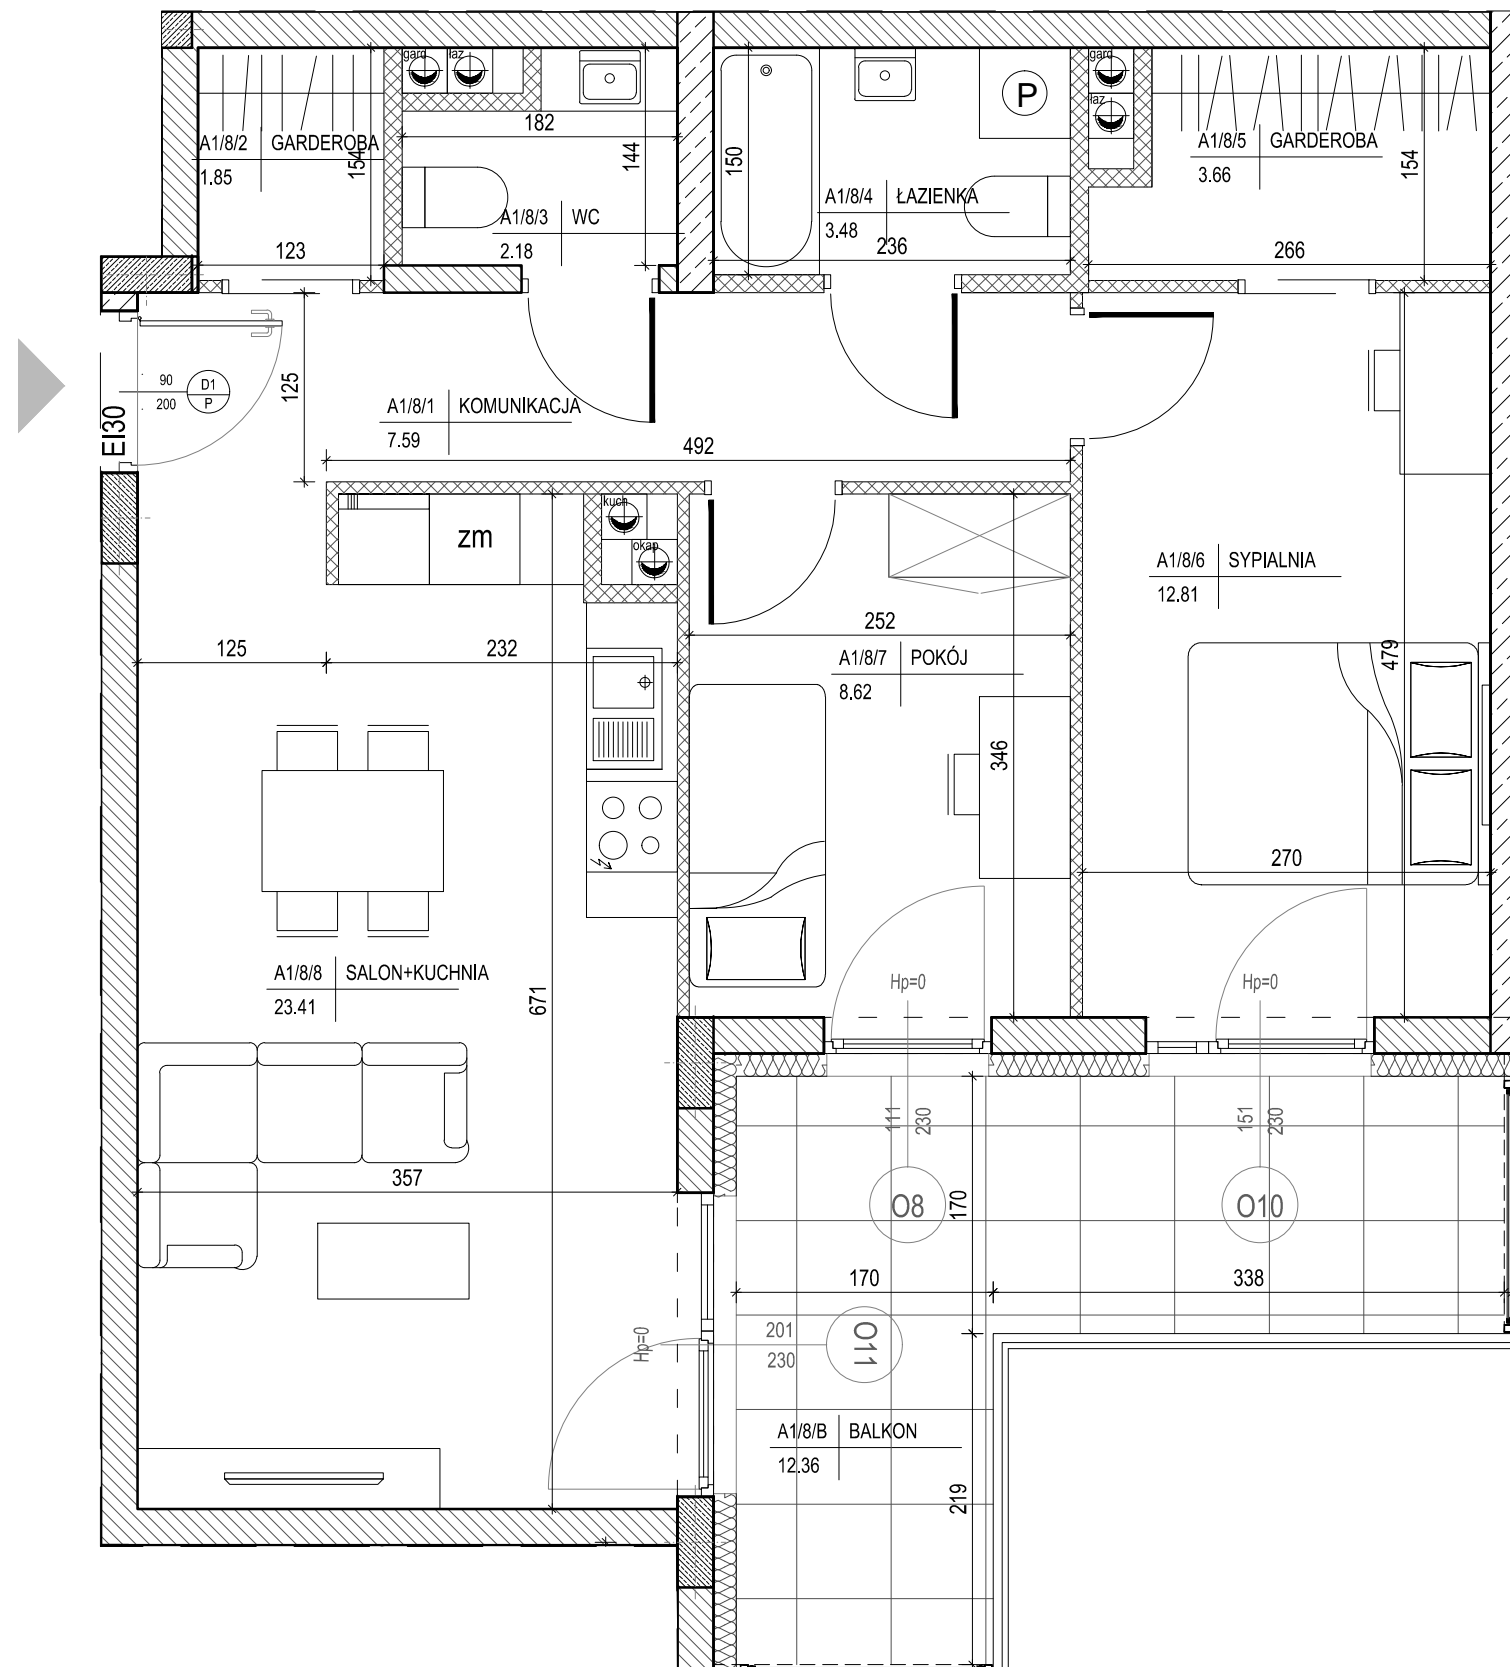 gard
łaz
A1/8/2 GARDEROBA
1.85
154
123
182
144
A1/8/3 WC
2.18
150
P
A1/8/4 ŁAZIENKA
3.48
236
gard
łaz
A1/8/5 GARDEROBA
3.66
154
266
90
200
D1
P
EI30
125
A1/8/1 KOMUNIKACJA
7.59
492
zm
kuch
okap
A1/8/6 SYPIALNIA
12.81
125
232
252
A1/8/7 POKÓJ
8.62
479
346
270
A1/8/8 SALON+KUCHNIA
23.41
671
Hp=0
Hp=0
111
230
151
230
357
O8
170
O10
170
338
Hp=0
201
230
O11
A1/8/B BALKON
12.36
219